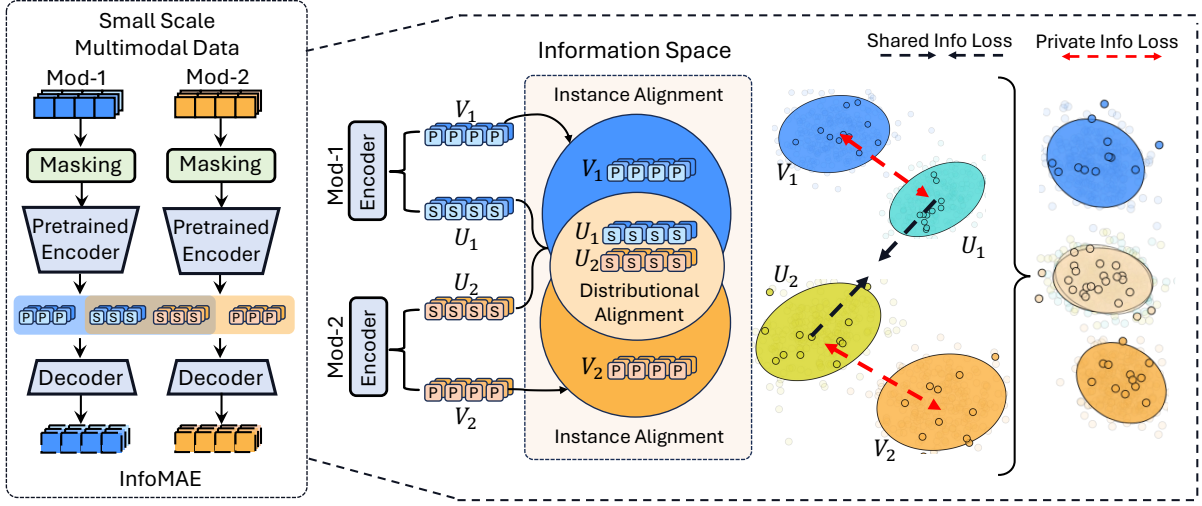 Small Scale
Multimodal Data
Mod-1
Mod-2
Masking
Masking
Pretrained
Encoder
Pretrained
Encoder
P P P
S S S
S S S
P P P
Decoder
Decoder
InfoMAE
Mod-1
Encoder
V1
P P P P
S S S S
U1
Mod-2
Encoder
U2
S S S S
P P P P
V2
Information Space
Instance Alignment
V1 P P P P
U1 S S S S
U2 S S S S
Distributional
Alignment
V2 P P P P
Instance Alignment
Shared Info Loss
Private Info Loss
V1
U1
U2
V2